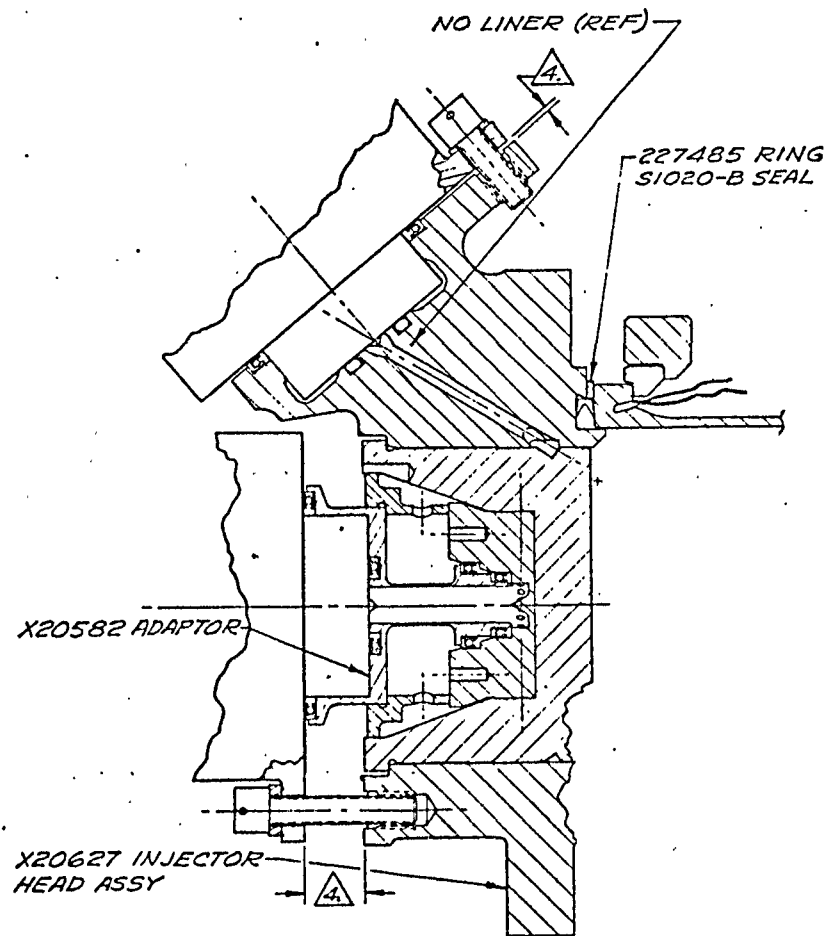 NO LINER (REF)
4.
227485 RING
S1020-B SEAL
X20582 ADAPTOR
X20627 INJECTOR
HEAD ASSY
4.